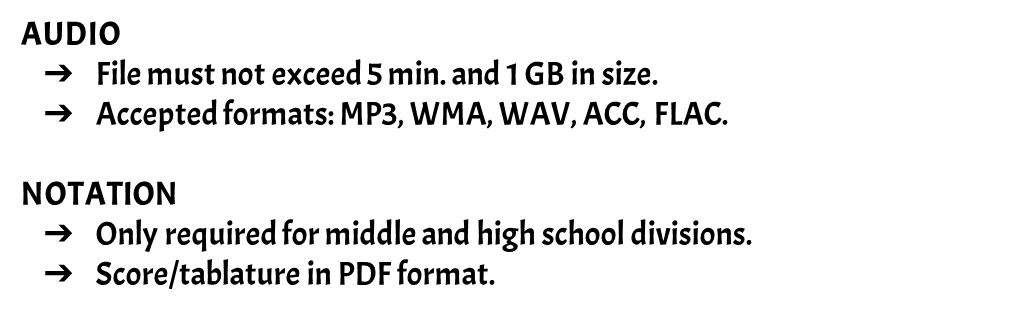 AUDIO
➔ File must not exceed 5 min. and 1 GB in size.
➔ Accepted formats: MP3, WMA, WAV, ACC, FLAC.
NOTATION
➔ Only required for middle and high school divisions.
➔ Score/tablature in PDF format.